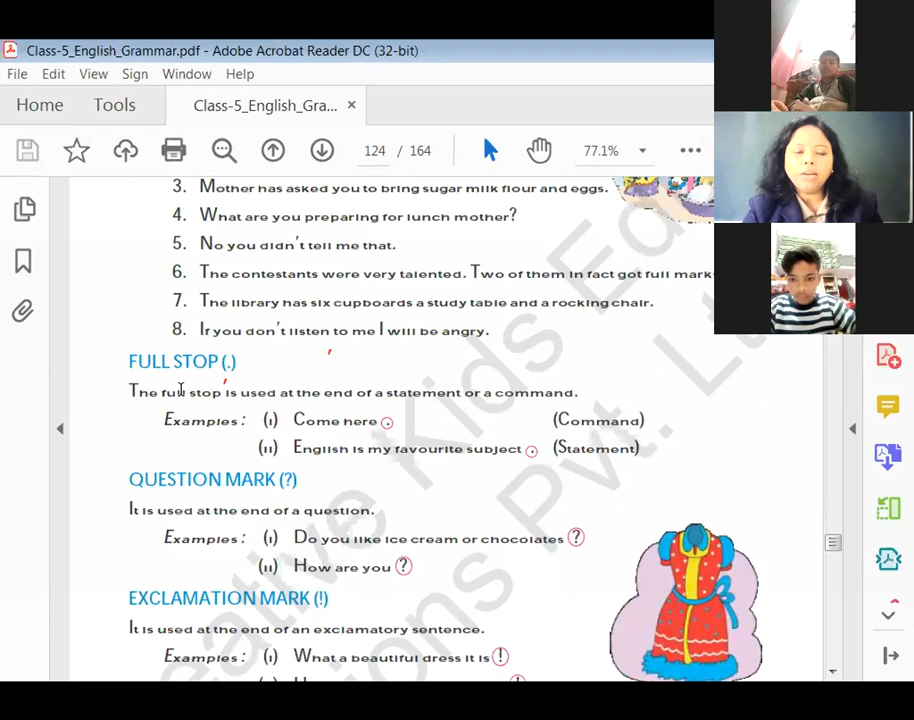 Class-5_English_Grammar.pdf - Adobe Acrobat Reader DC (32-bit)
File Edit View Sign Window Help
Home Tools Class-5_English_Gra... ×
124 / 164 77.1%
3. Mother has asked you to bring sugar milk flour and eggs.
4. What are you preparing for lunch mother?
5. No you didn't tell me that.
6. The contestants were very talented. Two of them in fact got full mark
7. The library has six cupboards a study table and a rocking chair.
8. If you don't listen to me I will be angry.
FULL STOP (.)
The full stop is used at the end of a statement or a command.
Examples : (i) Come here . (Command)
(ii) English is my favourite subject . (Statement)
QUESTION MARK (?)
It is used at the end of a question.
Examples : (i) Do you like ice cream or chocolates ?
(ii) How are you ?
EXCLAMATION MARK (!)
It is used at the end of an exclamatory sentence.
Examples : (i) What a beautiful dress it is !
eative Kids Ed
ons Pvt. Lt